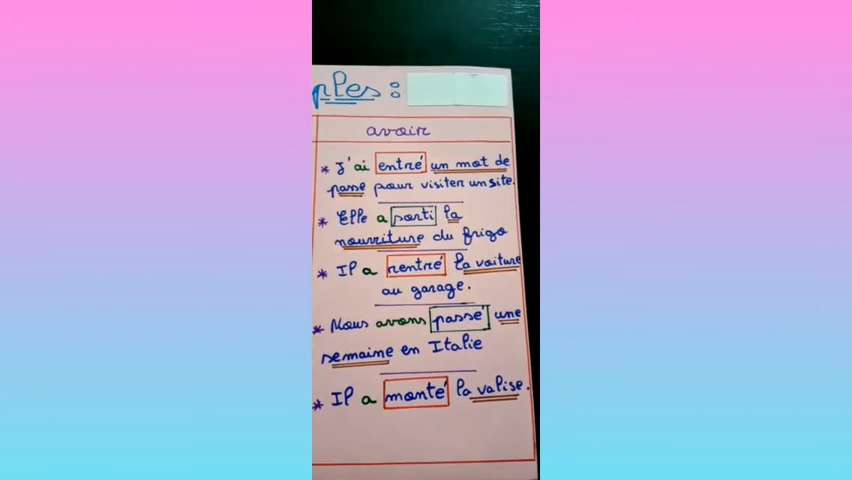 ples :
avoir
* J'ai entré un mot de
passe pour visiter un site.
* Elle a sorti la
nourriture du frigo
* Il a rentré la voiture
au garage.
* Nous avons passé une
semaine en Italie
* Il a monté la valise.